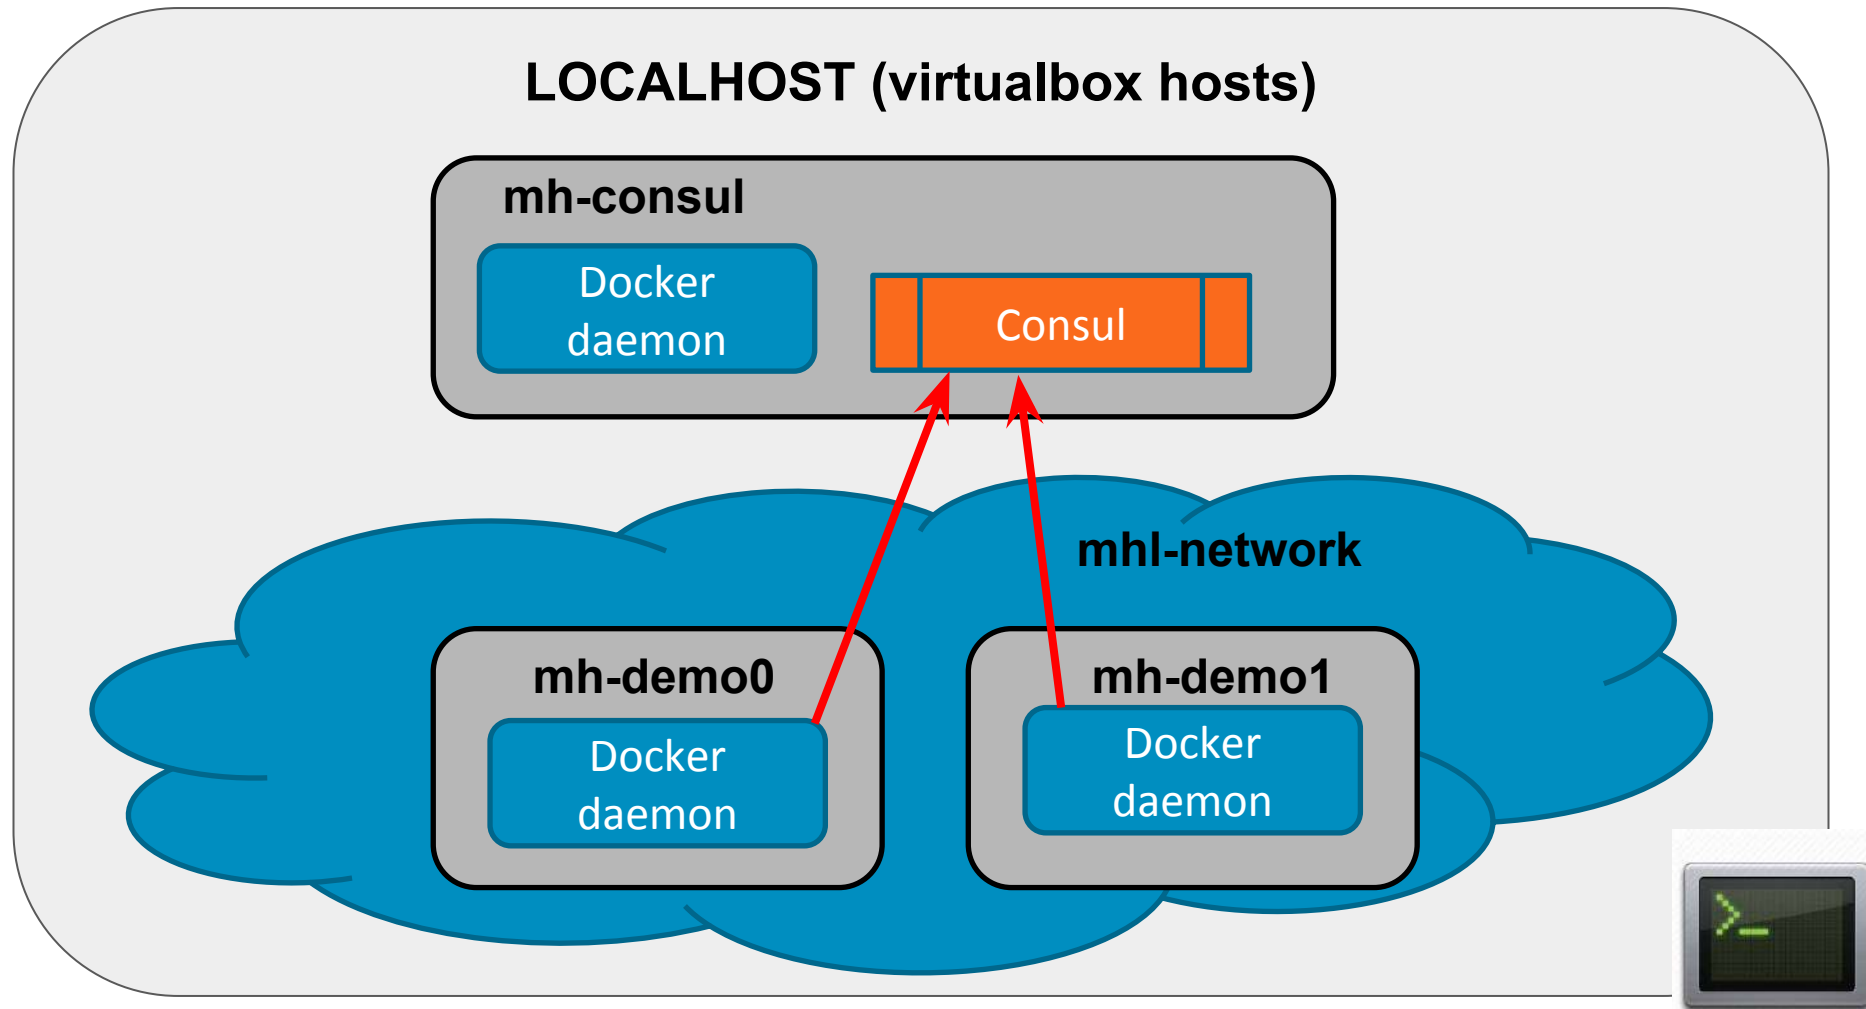 LOCALHOST (virtualbox hosts)
mh-consul
Docker
daemon
Consul
mhl-network
mh-demo0
Docker
daemon
mh-demo1
Docker
daemon
>_